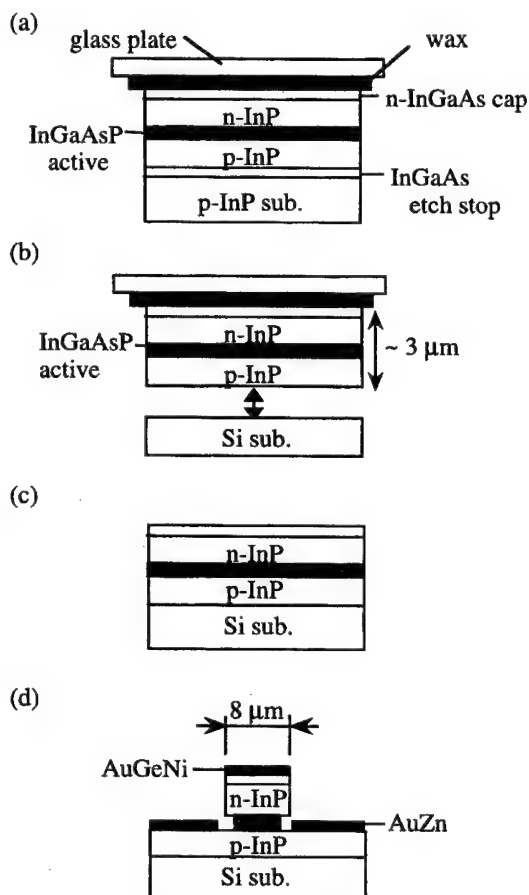 (a)
glass plate
wax
n-InGaAs cap
n-InP
InGaAsP
active
p-InP
InGaAs
etch stop
p-InP sub.
(b)
n-InP
InGaAsP
active
~ 3 μm
p-InP
Si sub.
(c)
n-InP
p-InP
Si sub.
(d)
8 μm
AuGeNi
n-InP
AuZn
p-InP
Si sub.